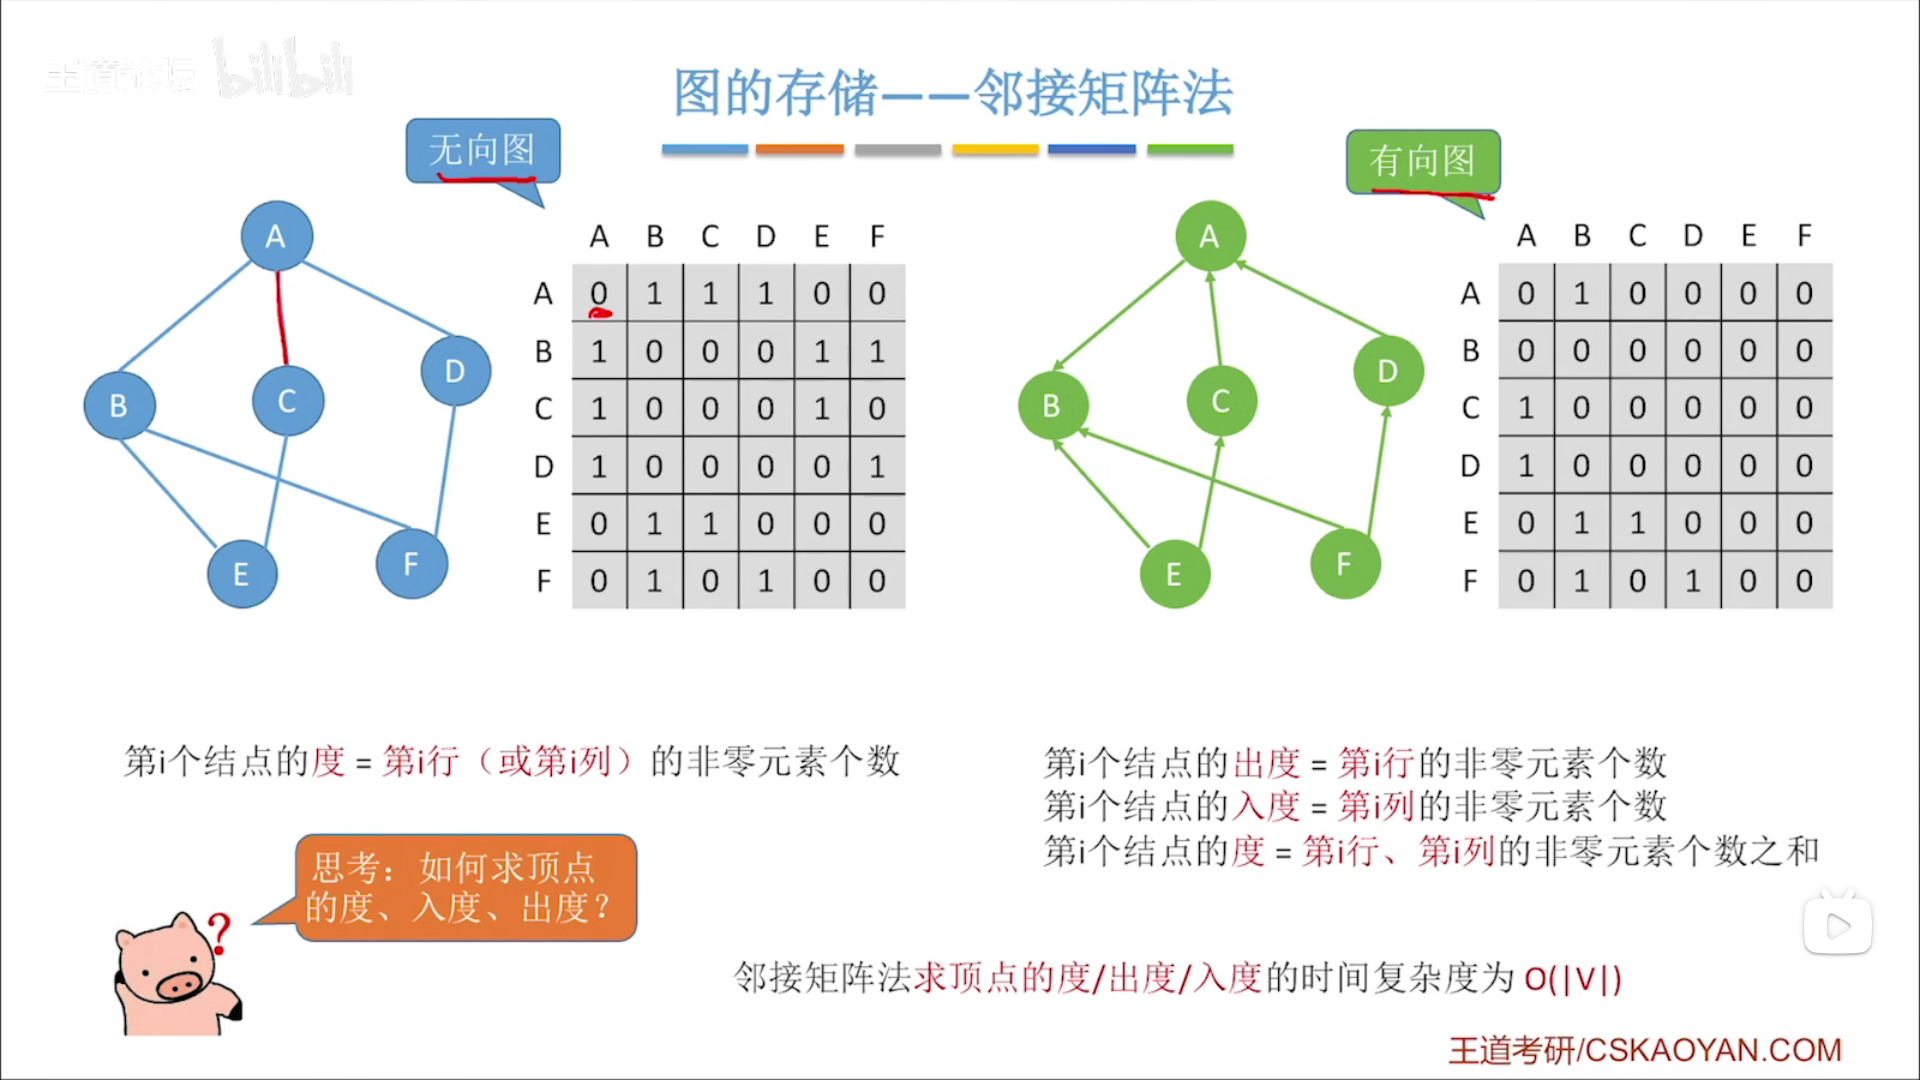 王道论坛 bilibili
图的存储——邻接矩阵法
无向图
有向图
A
B
C
D
E
F
A B C D E F
A 0 1 1 1 0 0
B 1 0 0 0 1 1
C 1 0 0 0 1 0
D 1 0 0 0 0 1
E 0 1 1 0 0 0
F 0 1 0 1 0 0
A
B
C
D
E
F
A B C D E F
A 0 1 0 0 0 0
B 0 0 0 0 0 0
C 1 0 0 0 0 0
D 1 0 0 0 0 0
E 0 1 1 0 0 0
F 0 1 0 1 0 0
第i个结点的度 = 第i行（或第i列）的非零元素个数
第i个结点的出度 = 第i行的非零元素个数
第i个结点的入度 = 第i列的非零元素个数
第i个结点的度 = 第i行、第i列的非零元素个数之和
思考：如何求顶点
的度、入度、出度？
?
邻接矩阵法求顶点的度/出度/入度的时间复杂度为 O(|V|)
王道考研/CSKAOYAN.COM